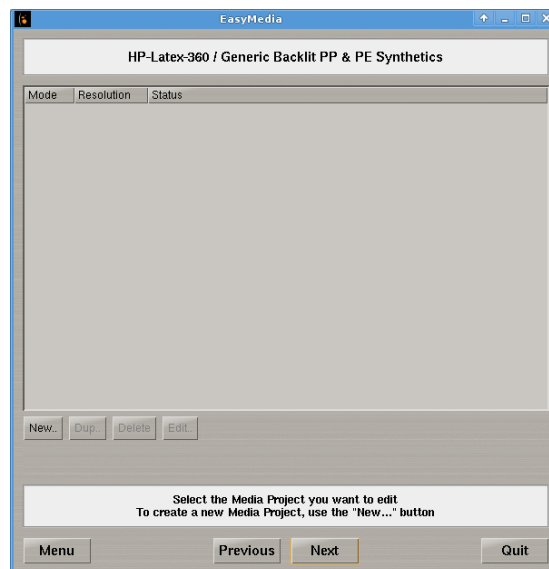 EasyMedia
HP-Latex-360 / Generic Backlit PP & PE Synthetics
Mode Resolution Status
New.. Dup.. Delete Edit..
Select the Media Project you want to edit
To create a new Media Project, use the "New..." button
Menu Previous Next Quit